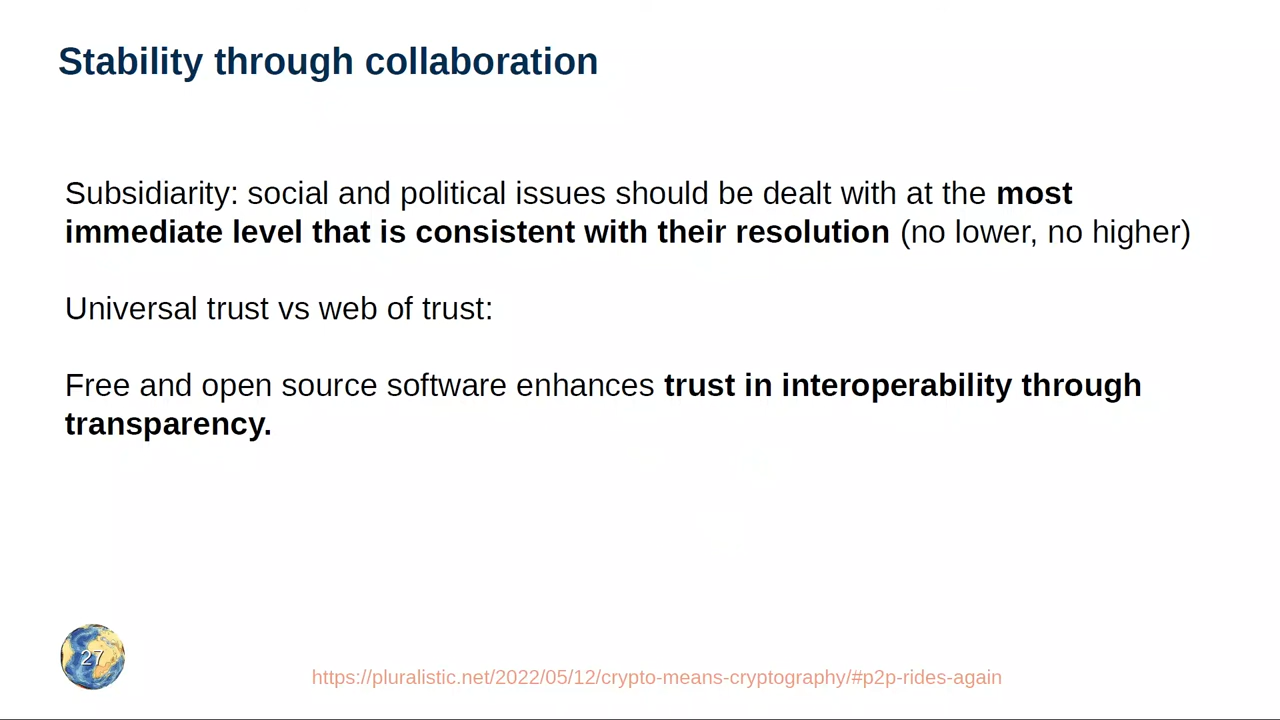 Stability through collaboration
Subsidiarity: social and political issues should be dealt with at the most
immediate level that is consistent with their resolution (no lower, no higher)
Universal trust vs web of trust:
Free and open source software enhances trust in interoperability through
transparency.
27
https://pluralistic.net/2022/05/12/crypto-means-cryptography/#p2p-rides-again